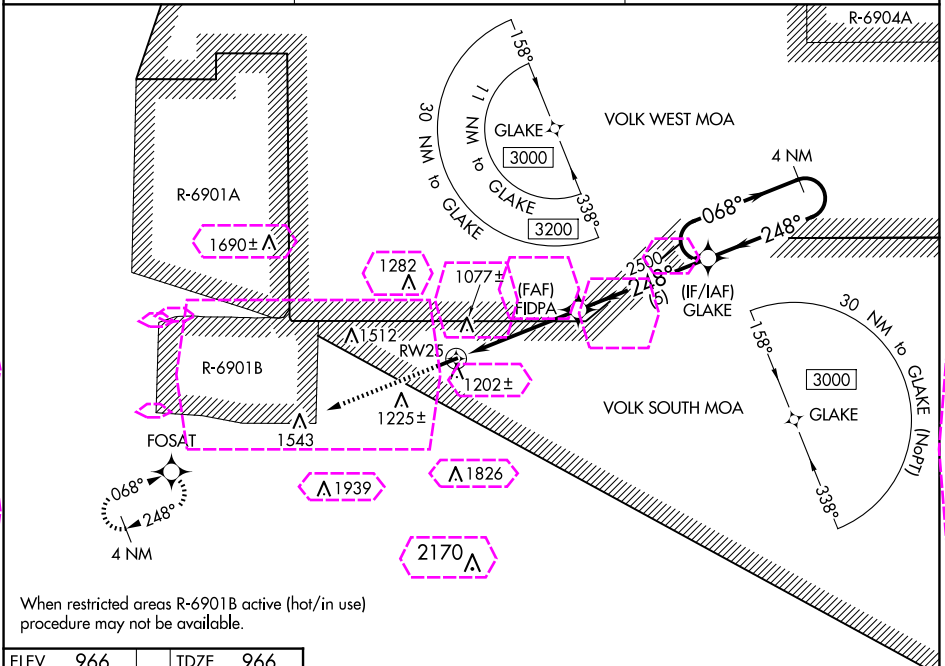 R-6904A
158°
11 NM to GLAKE
30 NM to GLAKE
GLAKE
3000
3200
338°
VOLK WEST MOA
4 NM
068°
248°
R-6901A
1690±
1282
1077±
(FAF)
FIDPA
2500
248°
(5)
(IF/IAF)
GLAKE
1512
RW25
R-6901B
1202±
1225±
1543
158°
30 NM to GLAKE (NoPT)
3000
GLAKE
338°
VOLK SOUTH MOA
FOSAT
068°
248°
4 NM
1939
1826
2170
When restricted areas R-6901B active (hot/in use)
procedure may not be available.
ELEV 966 TDZE 966